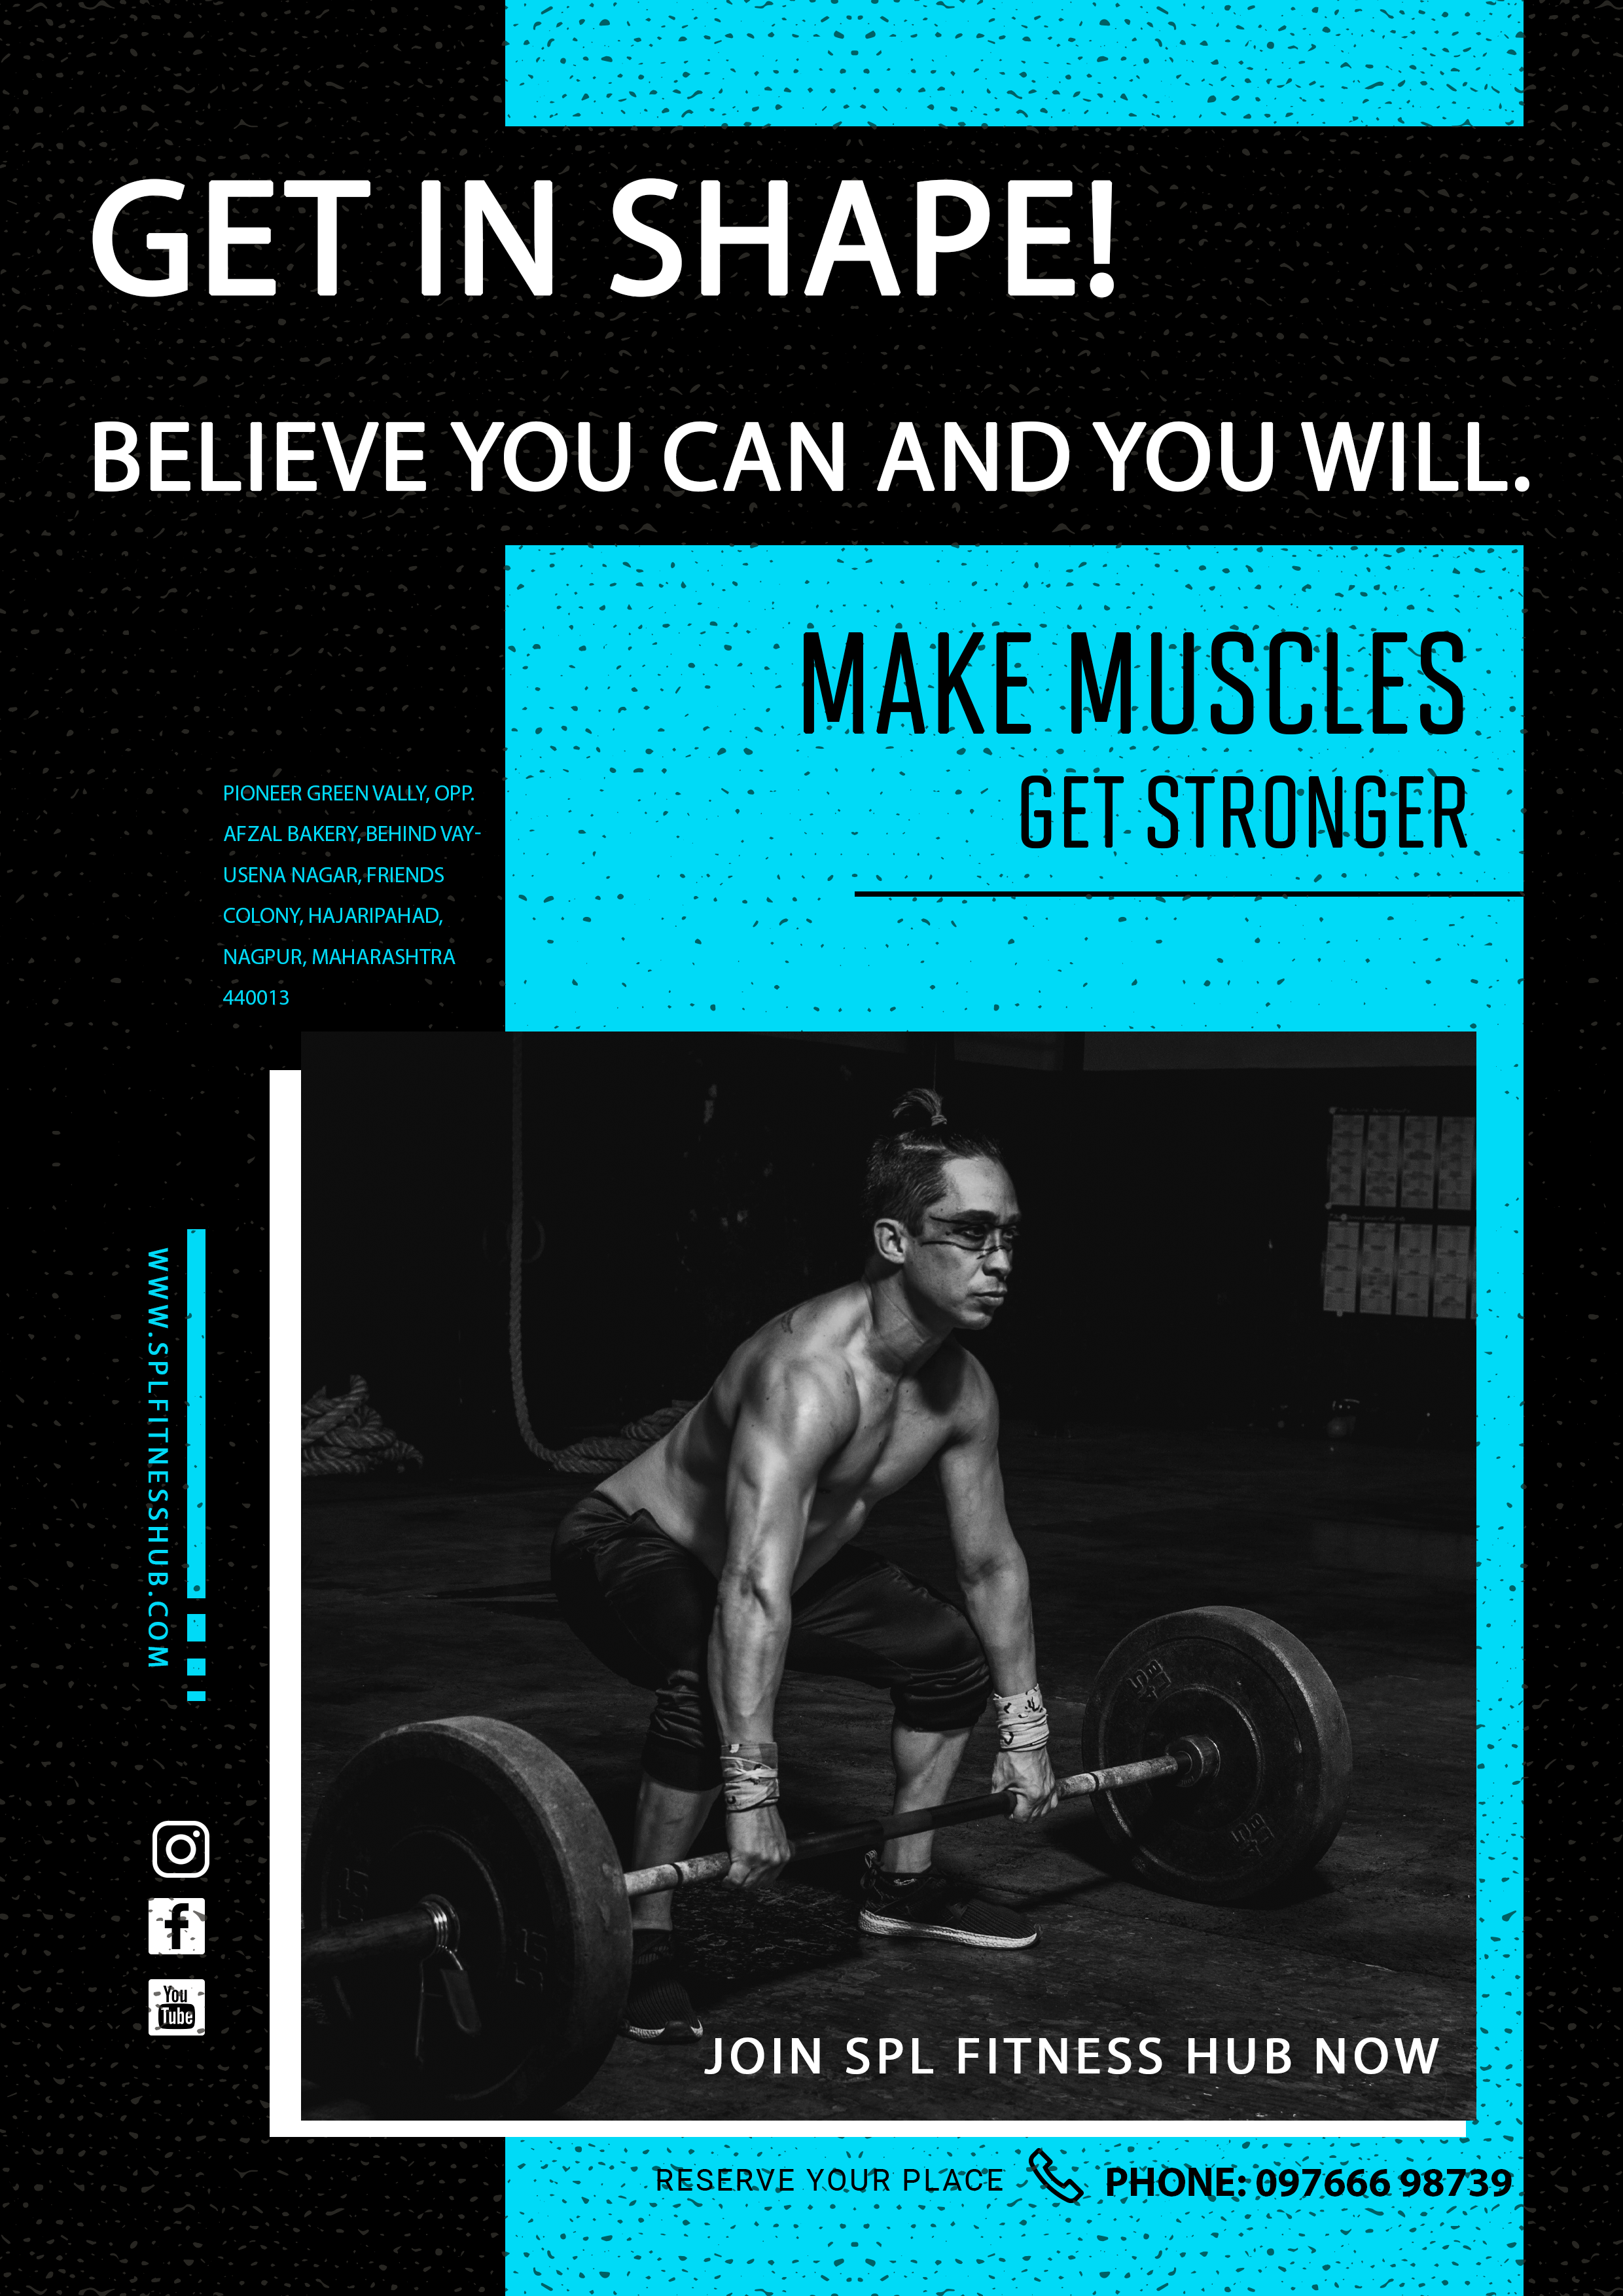 GET IN SHAPE!
BELIEVE YOU CAN AND YOU WILL.
MAKE MUSCLES
GET STRONGER
PIONEER GREEN VALLY, OPP.
AFZAL BAKERY, BEHIND VAY-
USENA NAGAR, FRIENDS
COLONY, HAJARIPAHAD,
NAGPUR, MAHARASHTRA
440013
WWW.SPLFITNESSHUB.COM
f
You
Tube
JOIN SPL FITNESS HUB NOW
RESERVE YOUR PLACE
PHONE: 097666 98739